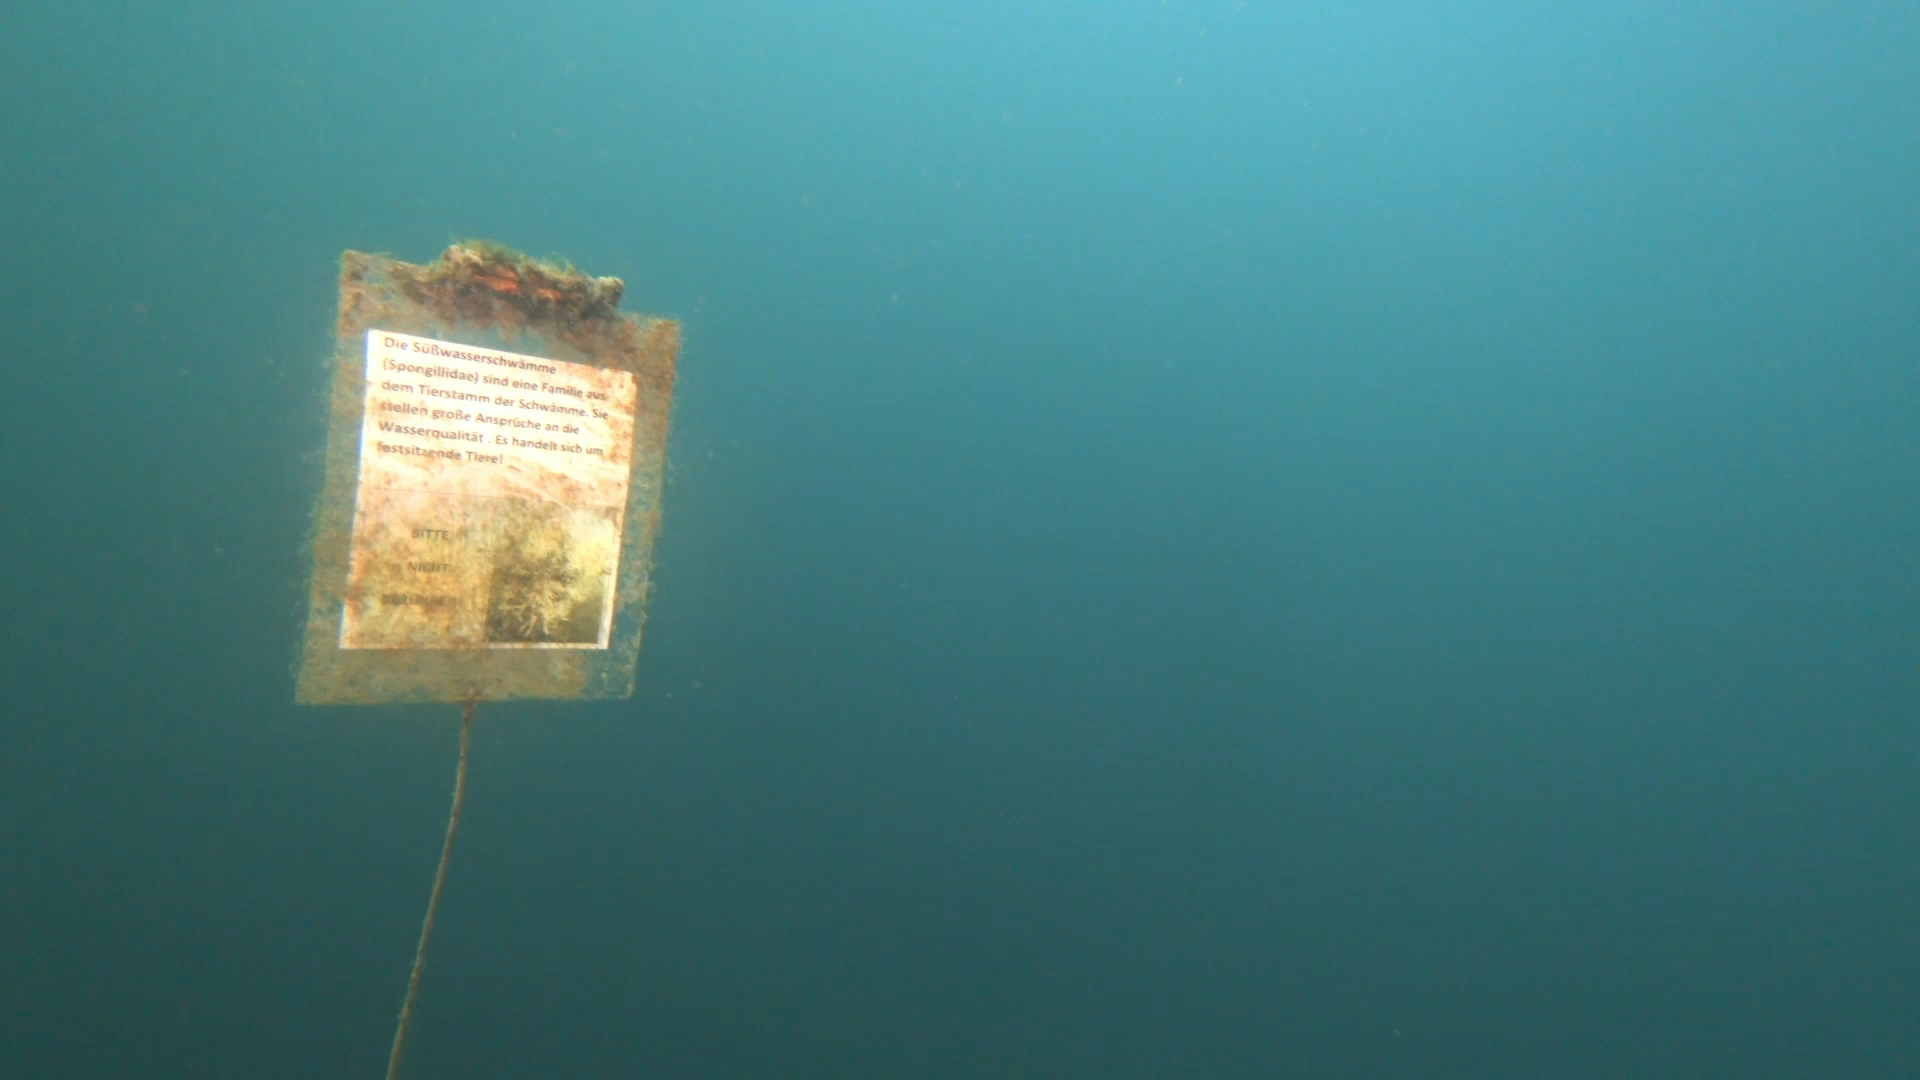 Die Süßwasserschwämme
(Spongillidae) sind eine Familie aus
dem Tierstamm der Schwämme. Sie
stellen große Ansprüche an die
Wasserqualität . Es handelt sich um
festsitzende Tiere!
BITTE
NICHT